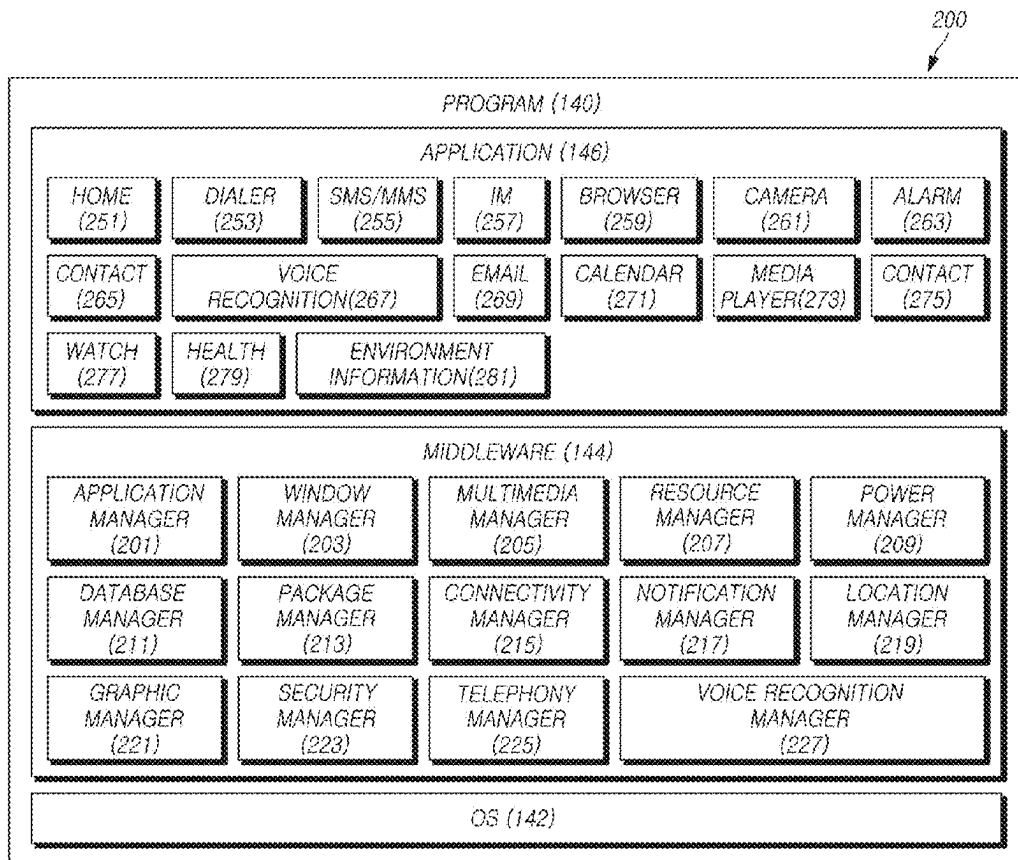 200
PROGRAM (140)
APPLICATION (146)
HOME
(251)
DIALER
(253)
SMS/MMS
(255)
IM
(257)
BROWSER
(259)
CAMERA
(261)
ALARM
(263)
CONTACT
(265)
VOICE
RECOGNITION(267)
EMAIL
(269)
CALENDAR
(271)
MEDIA
PLAYER(273)
CONTACT
(275)
WATCH
(277)
HEALTH
(279)
ENVIRONMENT
INFORMATION(281)
MIDDLEWARE (144)
APPLICATION
MANAGER
(201)
WINDOW
MANAGER
(203)
MULTIMEDIA
MANAGER
(205)
RESOURCE
MANAGER
(207)
POWER
MANAGER
(209)
DATABASE
MANAGER
(211)
PACKAGE
MANAGER
(213)
CONNECTIVITY
MANAGER
(215)
NOTIFICATION
MANAGER
(217)
LOCATION
MANAGER
(219)
GRAPHIC
MANAGER
(221)
SECURITY
MANAGER
(223)
TELEPHONY
MANAGER
(225)
VOICE RECOGNITION
MANAGER
(227)
OS (142)